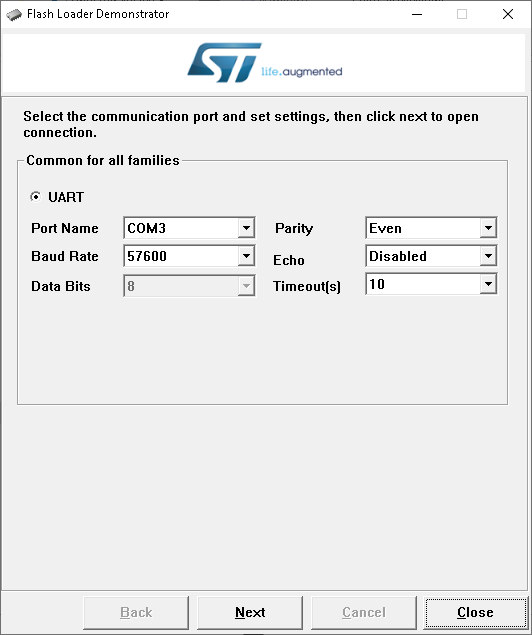 Flash Loader Demonstrator
ST life.augmented
Select the communication port and set settings, then click next to open
connection.
Common for all families
UART
Port Name COM3 Parity Even
Baud Rate 57600 Echo Disabled
Data Bits 8 Timeout(s) 10
Back Next Cancel Close